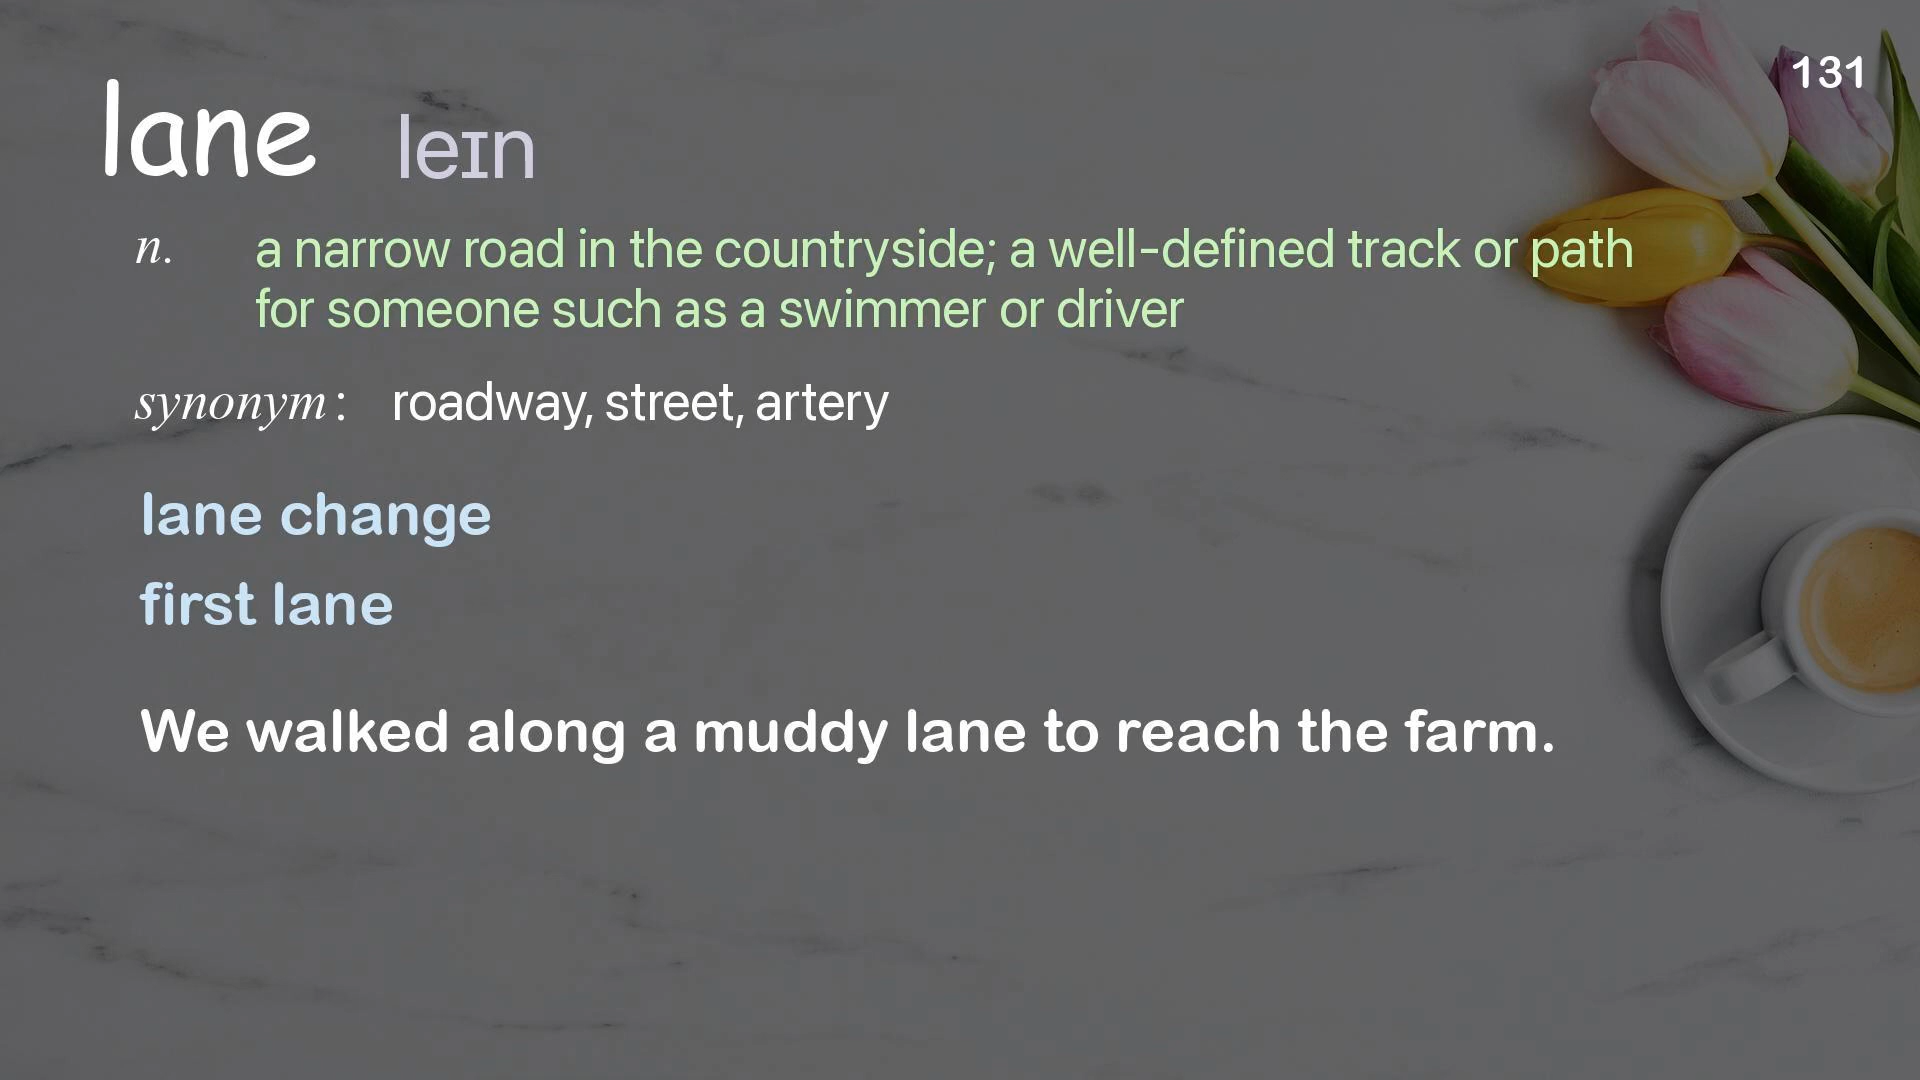 131
lane leɪn
n. a narrow road in the countryside; a well-defined track or path
for someone such as a swimmer or driver
synonym: roadway, street, artery
lane change
first lane
We walked along a muddy lane to reach the farm.